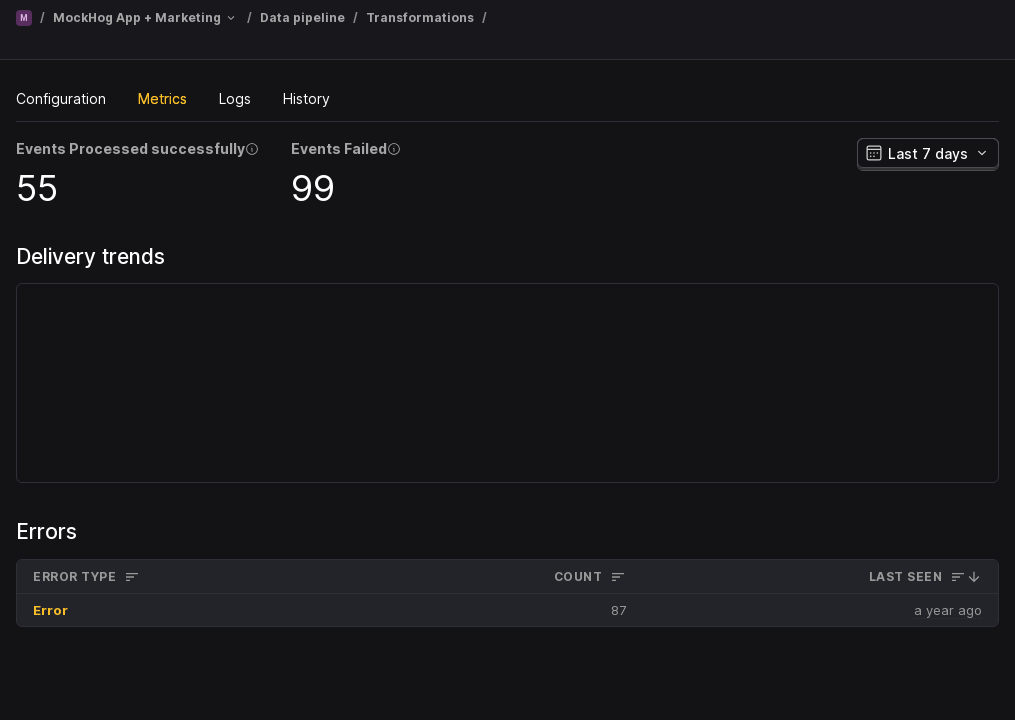 M / MockHog App + Marketing / Data pipeline / Transformations /
Configuration Metrics Logs History
Events Processed successfully Events Failed
55 99
Last 7 days
Delivery trends
Errors
ERROR TYPE COUNT LAST SEEN
Error 87 a year ago